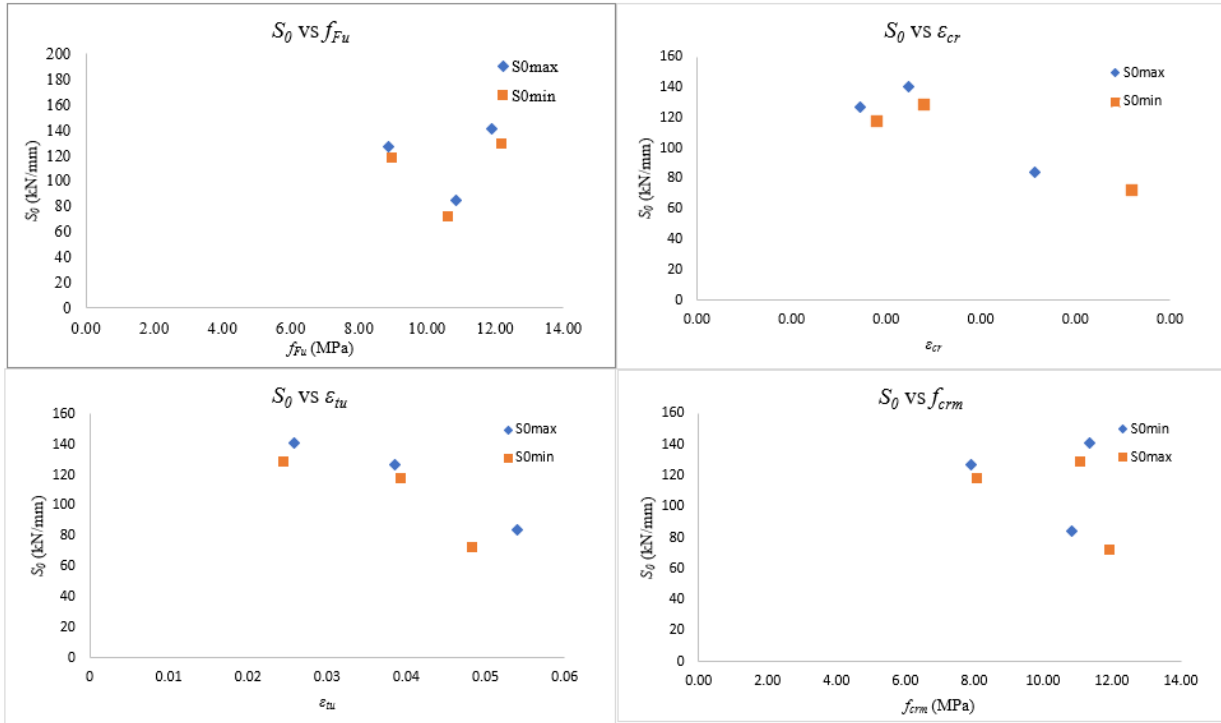 S0 vs fFu
200
180
160
140
120
100
80
60
40
20
0
S0 (kN/mm)
S0max
S0min
0.00 2.00 4.00 6.00 8.00 10.00 12.00 14.00
fFu (MPa)
S0 vs εcr
160
140
120
100
80
60
40
20
0
S0 (kN/mm)
S0max
S0min
0.00 0.00 0.00 0.00 0.00 0.00
εcr
S0 vs εtu
160
140
120
100
80
60
40
20
0
S0 (kN/mm)
S0max
S0min
0 0.01 0.02 0.03 0.04 0.05 0.06
εtu
S0 vs fcrm
160
140
120
100
80
60
40
20
0
S0 (kN/mm)
S0min
S0max
0.00 2.00 4.00 6.00 8.00 10.00 12.00 14.00
fcrm (MPa)